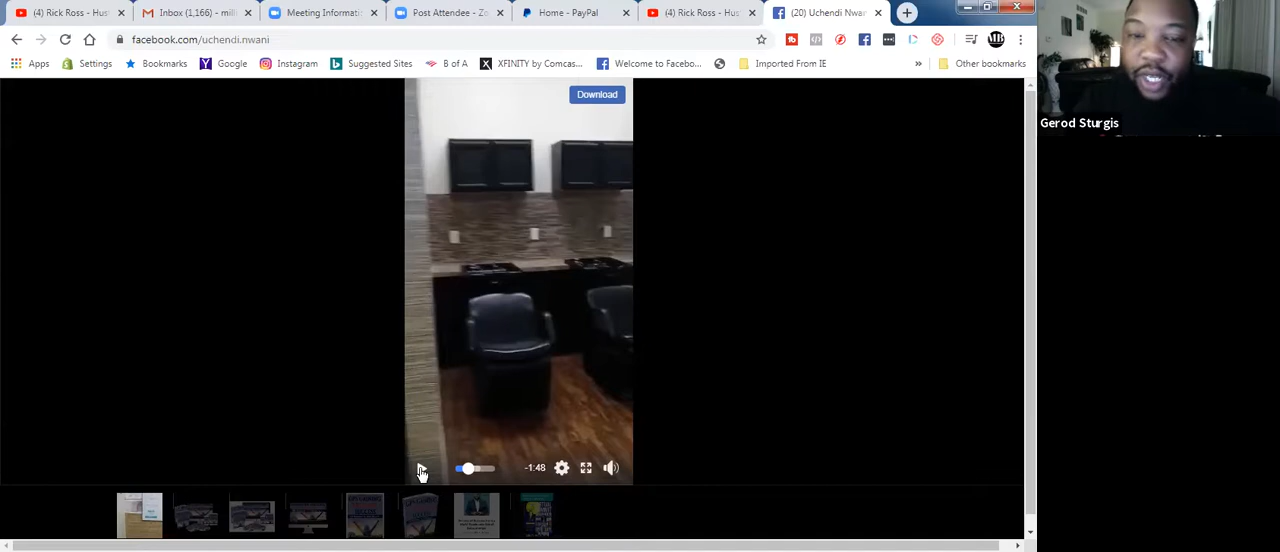 (4) Rick Ross - Hus
Inbox (1,166) - mill
Meeting Informati
Post Attendee - Zo
Home - PayPal
(4) Rick Ross - Hus
(20) Uchendi Nwan
facebook.com/uchendi.nwani
Apps
Settings
Bookmarks
Google
Instagram
Suggested Sites
B of A
XFINITY by Comcas...
Welcome to Facebo...
Imported From IE
»
Other bookmarks
Download
Gerod Sturgis
-1:48